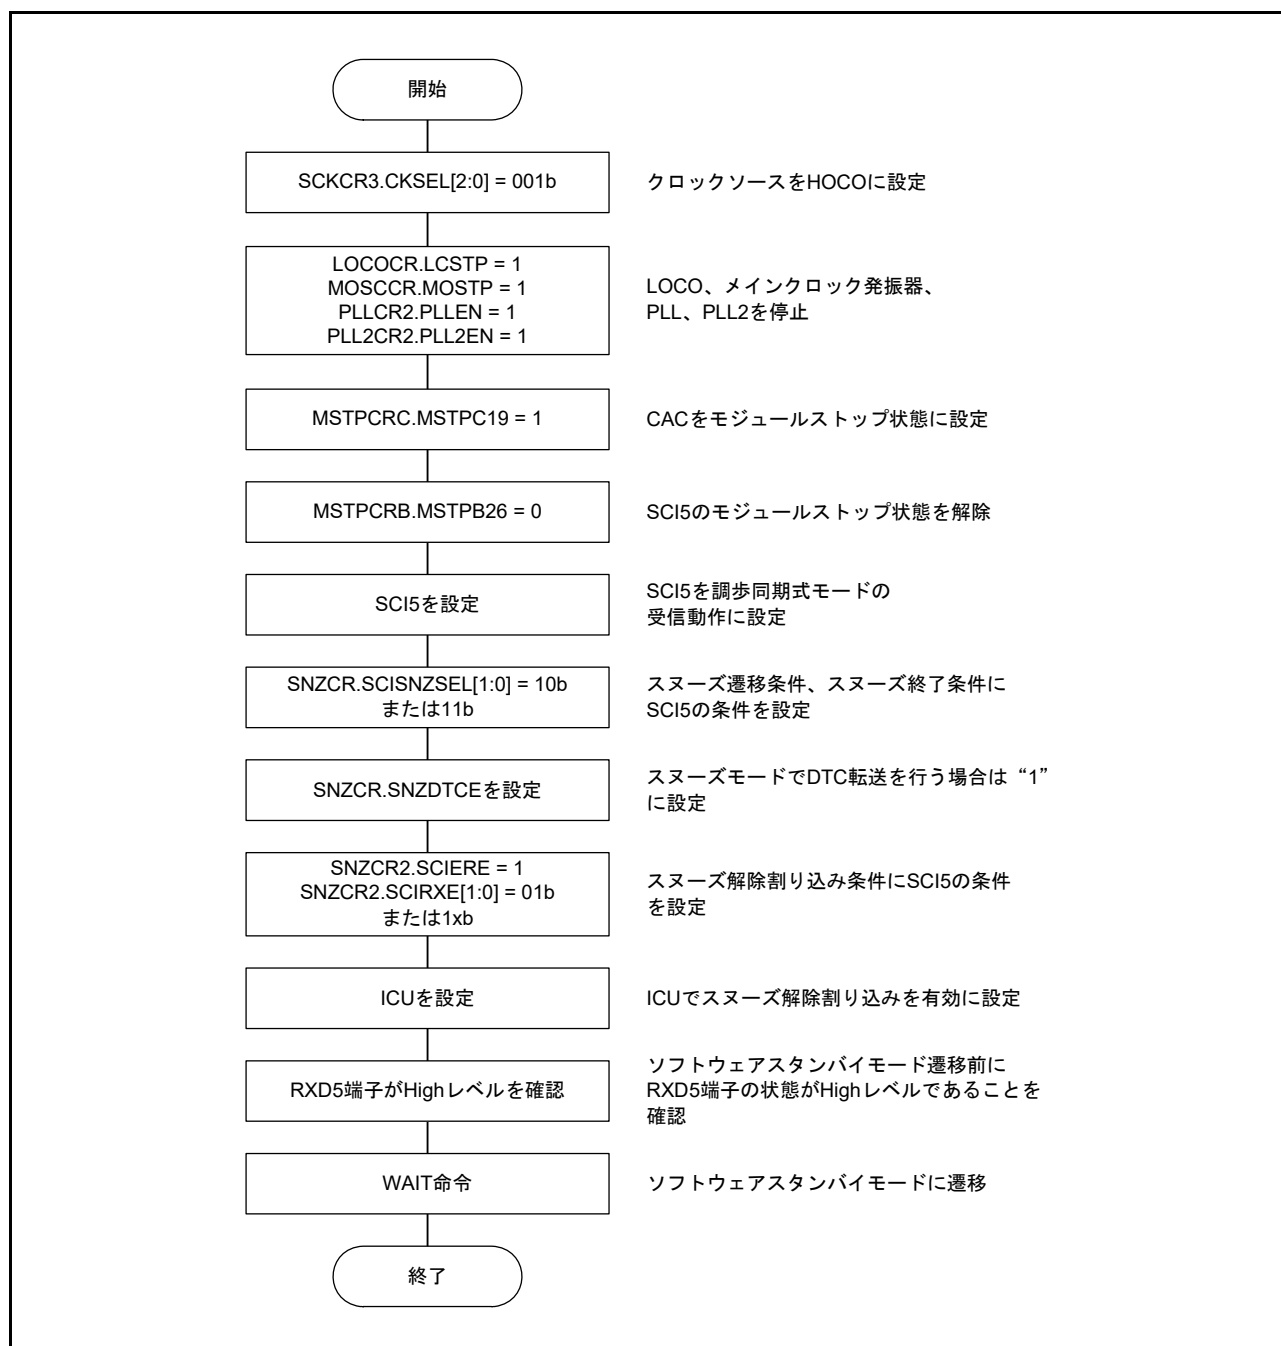 開始
SCKCR3.CKSEL[2:0] = 001b
クロックソースをHOCOに設定
LOCOCR.LCSTP = 1
MOSCCR.MOSTP = 1
PLLCR2.PLLEN = 1
PLL2CR2.PLL2EN = 1
LOCO、メインクロック発振器、
PLL、PLL2を停止
MSTPCRC.MSTPC19 = 1
CACをモジュールストップ状態に設定
MSTPCRB.MSTPB26 = 0
SCI5のモジュールストップ状態を解除
SCI5を設定
SCI5を調歩同期式モードの
受信動作に設定
SNZCR.SCISNZSEL[1:0] = 10b
または11b
スヌーズ遷移条件、スヌーズ終了条件に
SCI5の条件を設定
SNZCR.SNZDTCEを設定
スヌーズモードでDTC転送を行う場合は“1”
に設定
SNZCR2.SCIERE = 1
SNZCR2.SCIRXE[1:0] = 01b
または1xb
スヌーズ解除割り込み条件にSCI5の条件
を設定
ICUを設定
ICUでスヌーズ解除割り込みを有効に設定
RXD5端子がHighレベルを確認
ソフトウェアスタンバイモード遷移前に
RXD5端子の状態がHighレベルであることを
確認
WAIT命令
ソフトウェアスタンバイモードに遷移
終了